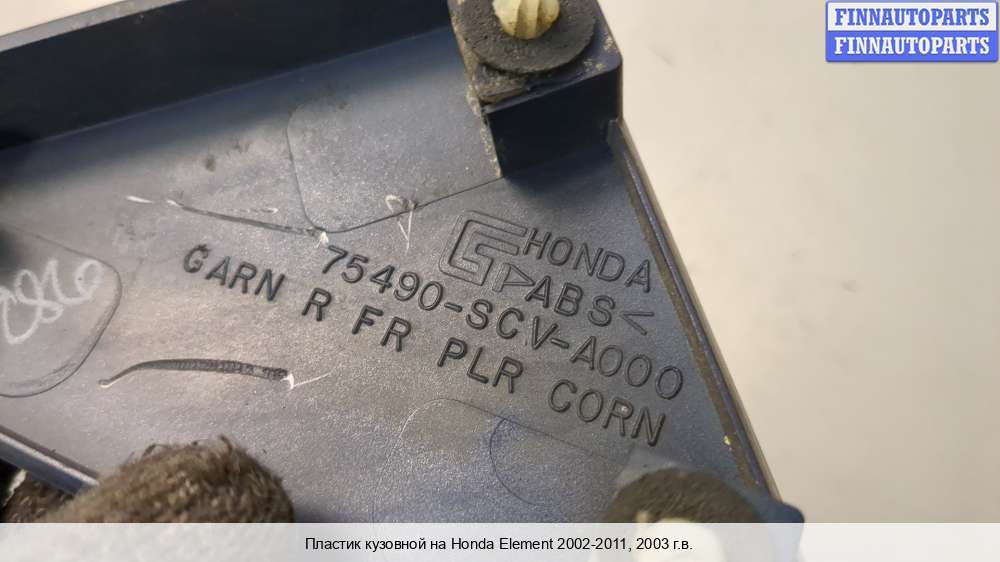 FINNAUTOPARTS
FINNAUTOPARTS
HONDA
>ABS<
75490-SCV-A000
GARN R FR PLR CORN
Пластик кузовной на Honda Element 2002-2011, 2003 г.в.